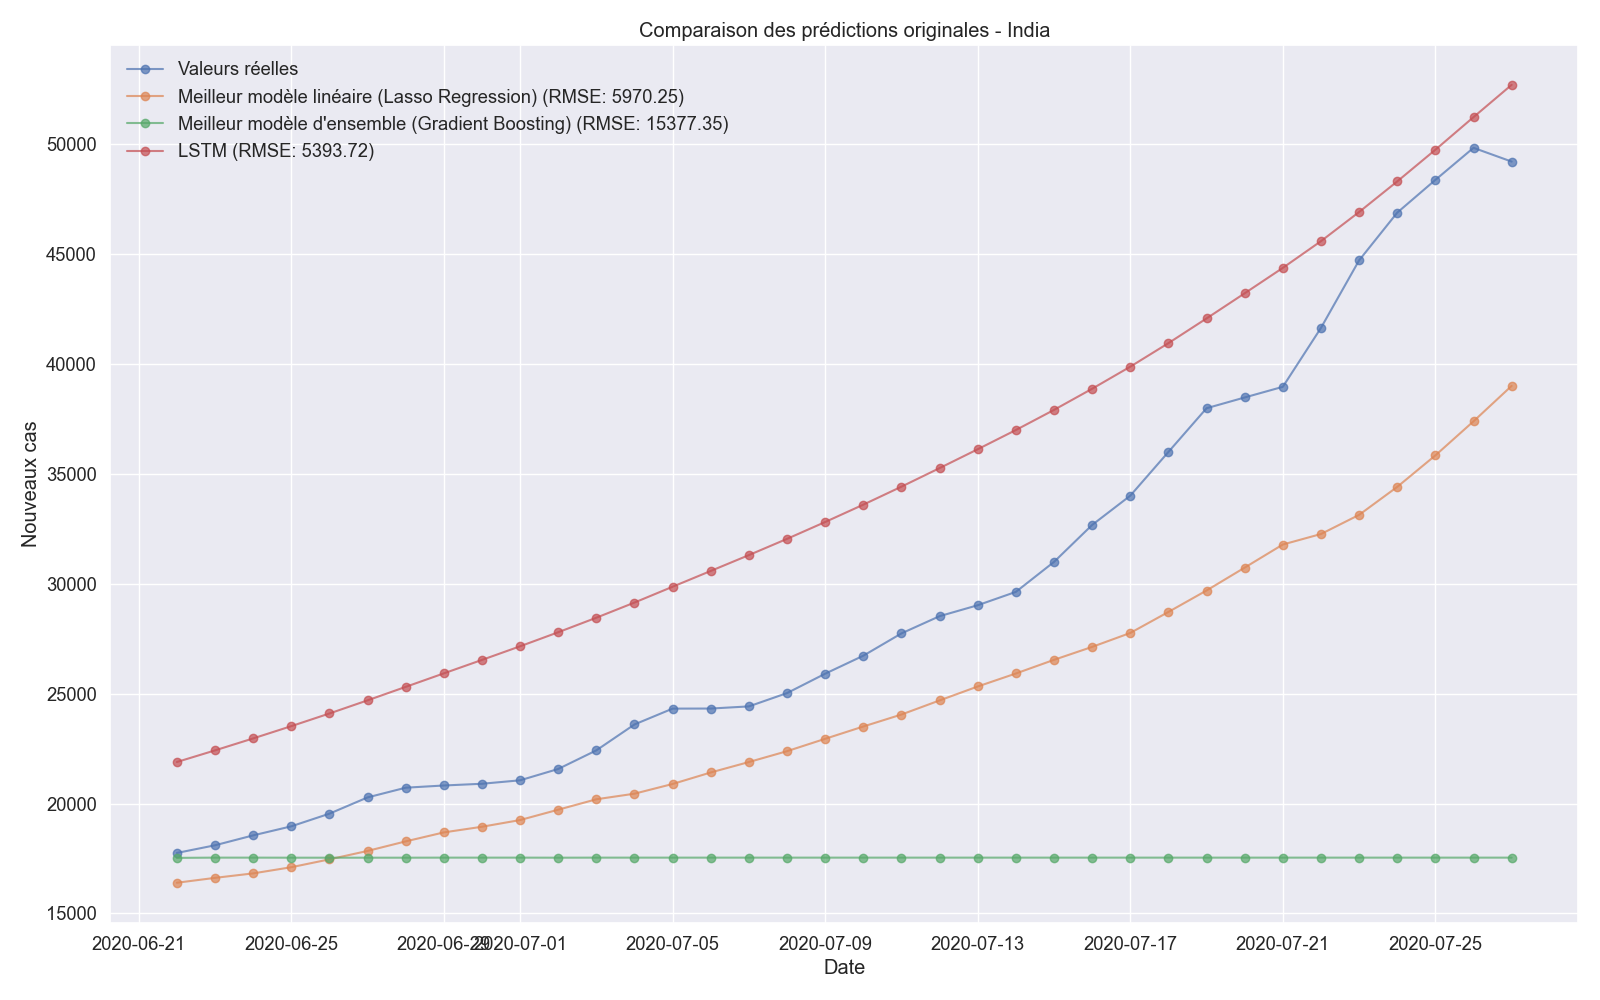 Comparaison des prédictions originales - India
Valeurs réelles
Meilleur modèle linéaire (Lasso Regression) (RMSE: 5970.25)
Meilleur modèle d'ensemble (Gradient Boosting) (RMSE: 15377.35)
LSTM (RMSE: 5393.72)
Nouveaux cas
50000
45000
40000
35000
30000
25000
20000
15000
2020-06-21 2020-06-25 2020-06-29 2020-07-01 2020-07-05 2020-07-09 2020-07-13 2020-07-17 2020-07-21 2020-07-25
Date